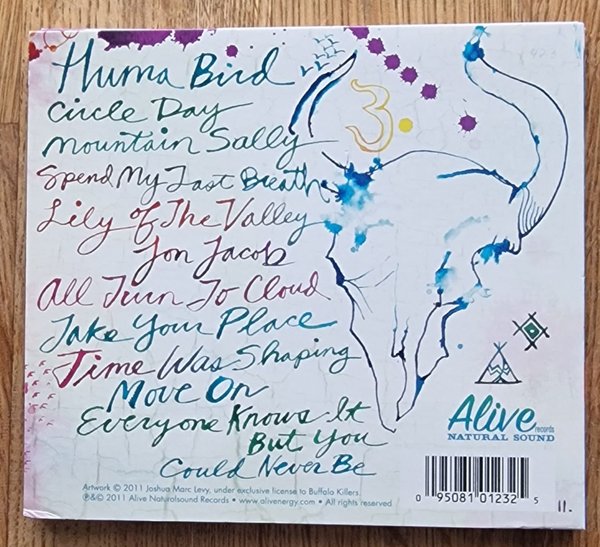 Huma Bird
3.
Circle Day
Mountain Sally
Spend My Last Breath
Lily of The Valley
Jon Jacob
All Turn To Cloud
Take Your Place
Time Was Shaping
Move On
Everyone Knows It
But You
Could Never Be
Alive records
NATURAL SOUND
Artwork © 2011 Joshua Marc Levy, under exclusive license to Buffalo Killers.
℗&© 2011 Alive Naturalsound Records • www.alivenergy.com • All rights reserved
0 95081 01232 5
11.